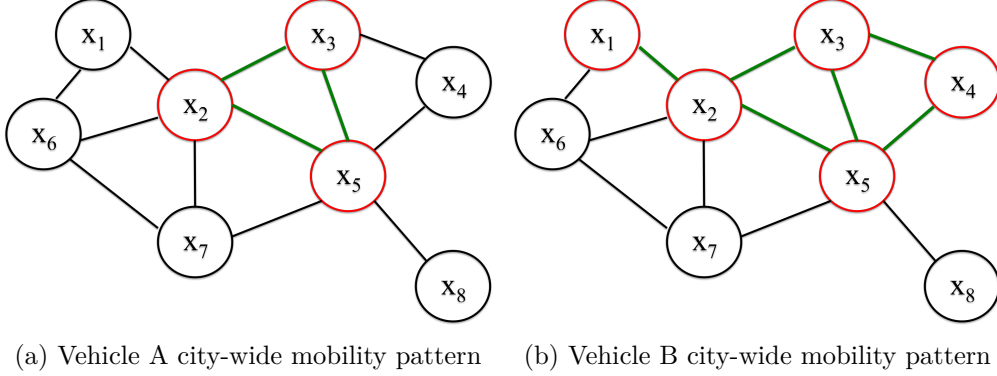 x1
x3
x2
x4
x6
x5
x7
x8
(a) Vehicle A city-wide mobility pattern
x1
x3
x2
x4
x6
x5
x7
x8
(b) Vehicle B city-wide mobility pattern